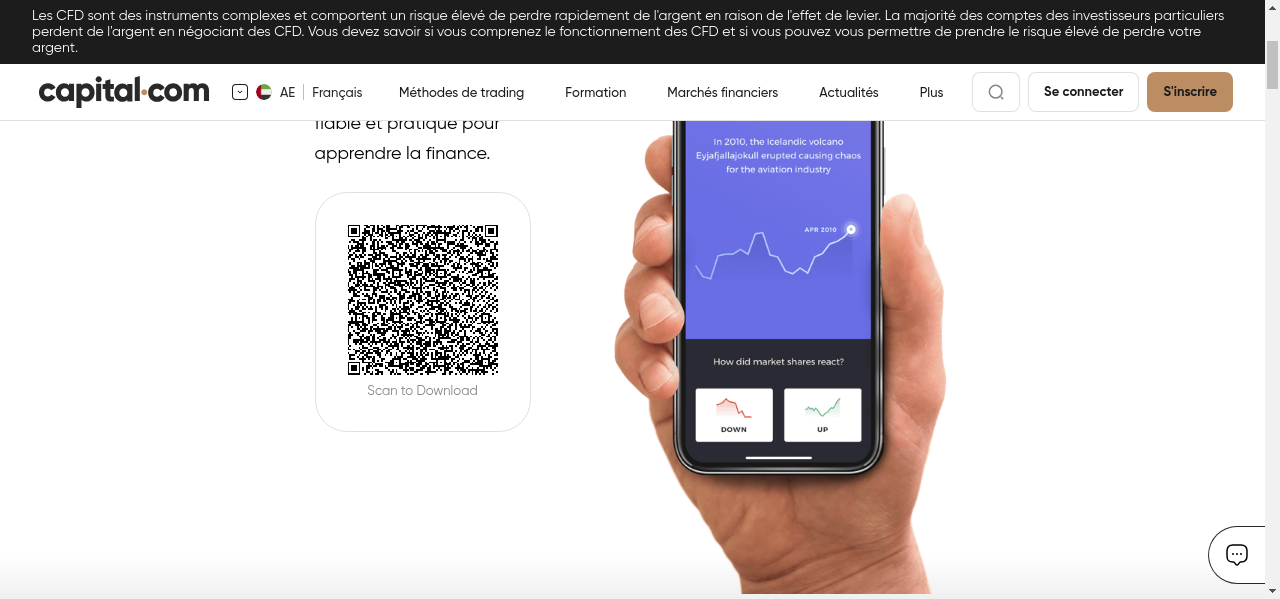 Les CFD sont des instruments complexes et comportent un risque élevé de perdre rapidement de l'argent en raison de l'effet de levier. La majorité des comptes des investisseurs particuliers
perdent de l'argent en négociant des CFD. Vous devez savoir si vous comprenez le fonctionnement des CFD et si vous pouvez vous permettre de prendre le risque élevé de perdre votre
argent.
capital.com
AE
Français
Méthodes de trading
Formation
Marchés financiers
Actualités
Plus
Se connecter
S'inscrire
fiable et pratique pour
apprendre la finance.
Scan to Download
In 2010, the Icelandic volcano
Eyjafjallajokull erupted causing chaos
for the aviation industry
APR 2010
How did market shares react?
DOWN
UP